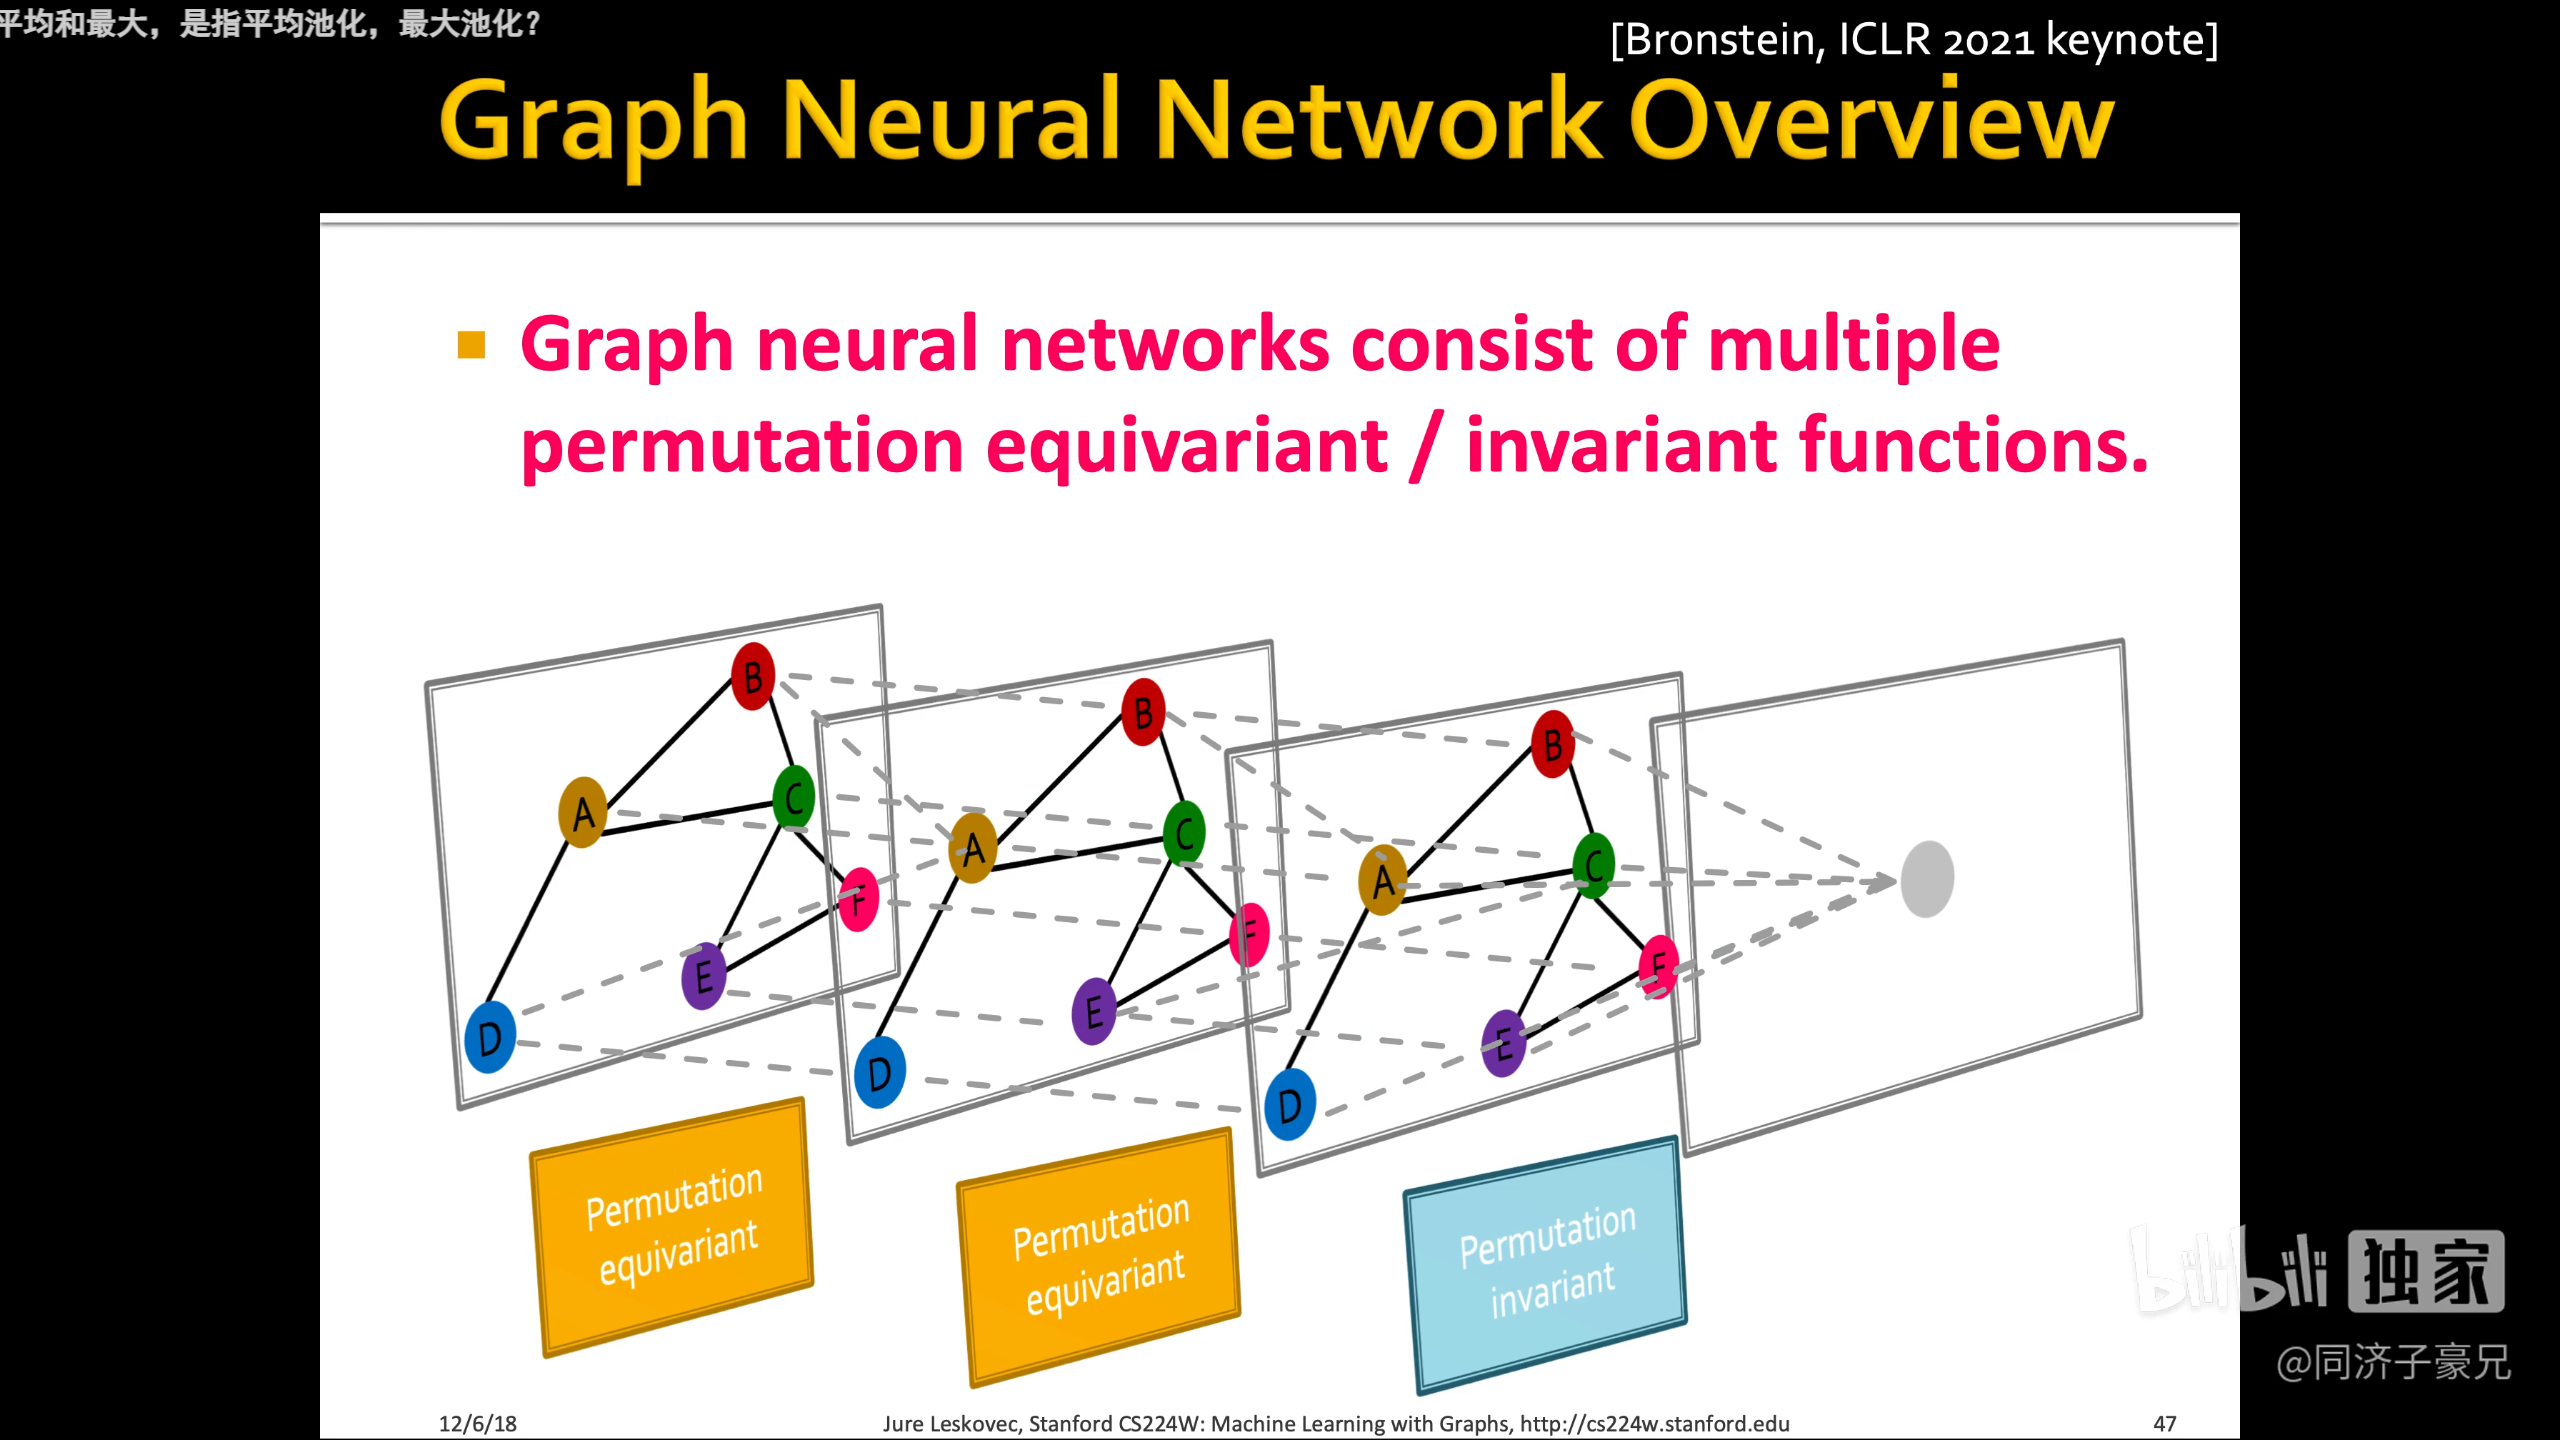 平均和最大，是指平均池化，最大池化？
[Bronstein, ICLR 2021 keynote]
Graph Neural Network Overview
Graph neural networks consist of multiple
permutation equivariant / invariant functions.
B
A
C
F
E
D
B
A
C
F
E
D
B
A
C
F
E
D
Permutation
equivariant
Permutation
equivariant
Permutation
invariant
bilibili 独家
@同济子豪兄
12/6/18
Jure Leskovec, Stanford CS224W: Machine Learning with Graphs, http://cs224w.stanford.edu
47